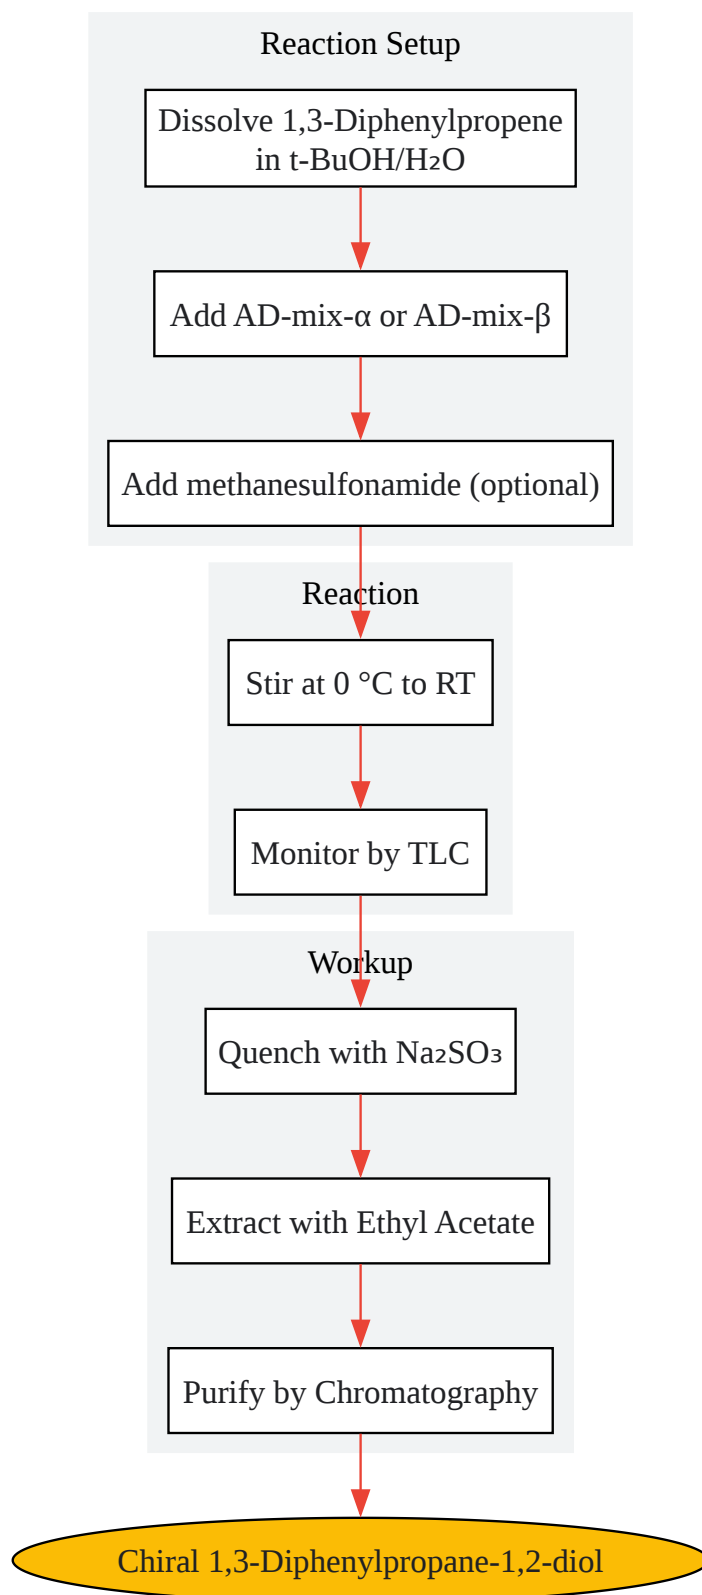 Reaction Setup
Dissolve 1,3-Diphenylpropene
in t-BuOH/H₂O
Add AD-mix-α or AD-mix-β
Add methanesulfonamide (optional)
Reaction
Stir at 0 °C to RT
Monitor by TLC
Workup
Quench with Na₂SO₃
Extract with Ethyl Acetate
Purify by Chromatography
Chiral 1,3-Diphenylpropane-1,2-diol